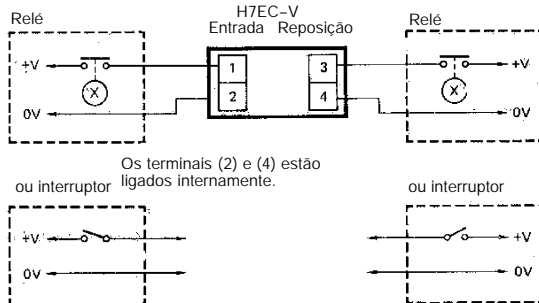 H7EC-V
Relé
Entrada Reposição
Relé
+V
1
3
+V
X
X
2
4
0V
0V
Os terminais (2) e (4) estão
ligados internamente.
ou interruptor
ou interruptor
+V
+V
0V
0V